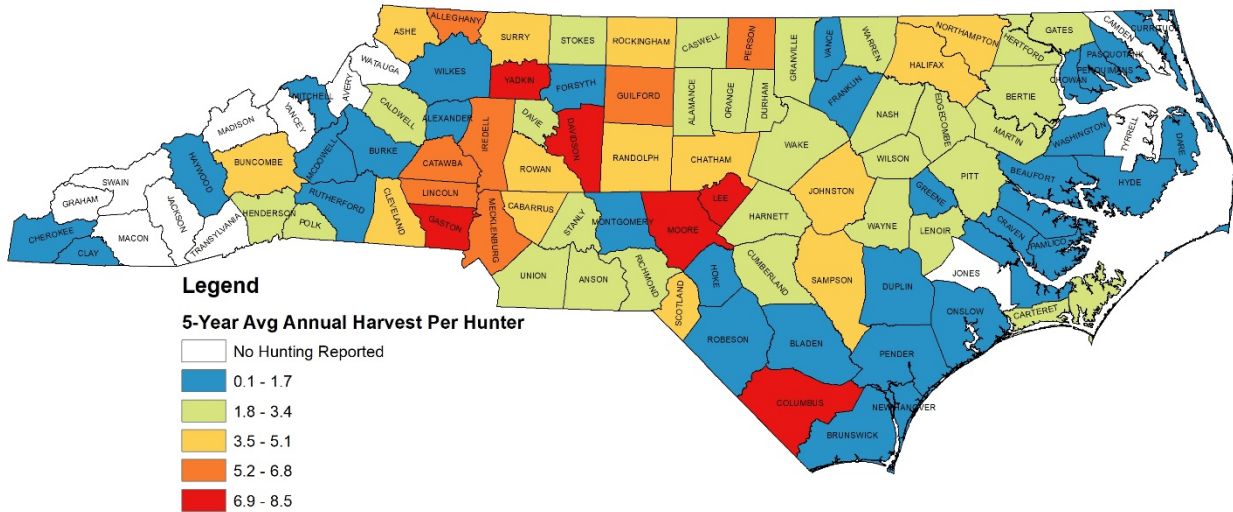 ALLEGHANY
ASHE
SURRY
STOKES
ROCKINGHAM
CASWELL
PERSON
GRANVILLE
VANCE
WARREN
NORTHAMPTON
HERTFORD
GATES
CAMDEN
CURRITUCK
PASQUOTANK
PERQUIMANS
CHOWAN
WATAUGA
WILKES
YADKIN
FORSYTH
GUILFORD
ALAMANCE
ORANGE
DURHAM
FRANKLIN
HALIFAX
BERTIE
MITCHELL
AVERY
YANCEY
MADISON
CALDWELL
ALEXANDER
IREDELL
DAVIE
DAVIDSON
RANDOLPH
CHATHAM
WAKE
NASH
EDGECOMBE
MARTIN
WASHINGTON
TYRRELL
DARE
HAYWOOD
BUNCOMBE
MCDOWELL
BURKE
CATAWBA
ROWAN
WILSON
PITT
BEAUFORT
HYDE
SWAIN
GRAHAM
JACKSON
HENDERSON
POLK
RUTHERFORD
CLEVELAND
LINCOLN
GASTON
MECKLENBURG
CABARRUS
STANLY
MONTGOMERY
MOORE
LEE
HARNETT
JOHNSTON
WAYNE
GREENE
LENOIR
CRAVEN
PAMLICO
CHEROKEE
CLAY
MACON
TRANSYLVANIA
UNION
ANSON
RICHMOND
SCOTLAND
HOKE
CUMBERLAND
SAMPSON
DUPLIN
JONES
ONSLOW
CARTERET
ROBESON
BLADEN
PENDER
COLUMBUS
NEW HANOVER
BRUNSWICK
Legend
5-Year Avg Annual Harvest Per Hunter
No Hunting Reported
0.1 - 1.7
1.8 - 3.4
3.5 - 5.1
5.2 - 6.8
6.9 - 8.5